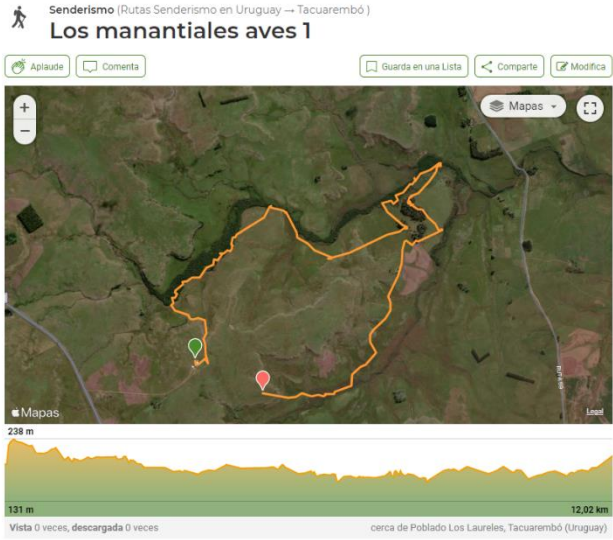 Senderismo (Rutas Senderismo en Uruguay → Tacuarembó )
Los manantiales aves 1
Aplaude
Comenta
Guarda en una Lista
Comparte
Modifica
+
−
Mapas
Mapas
Legal
238 m
131 m
12,02 km
Vista 0 veces, descargada 0 veces
cerca de Poblado Los Laureles, Tacuarembó (Uruguay)